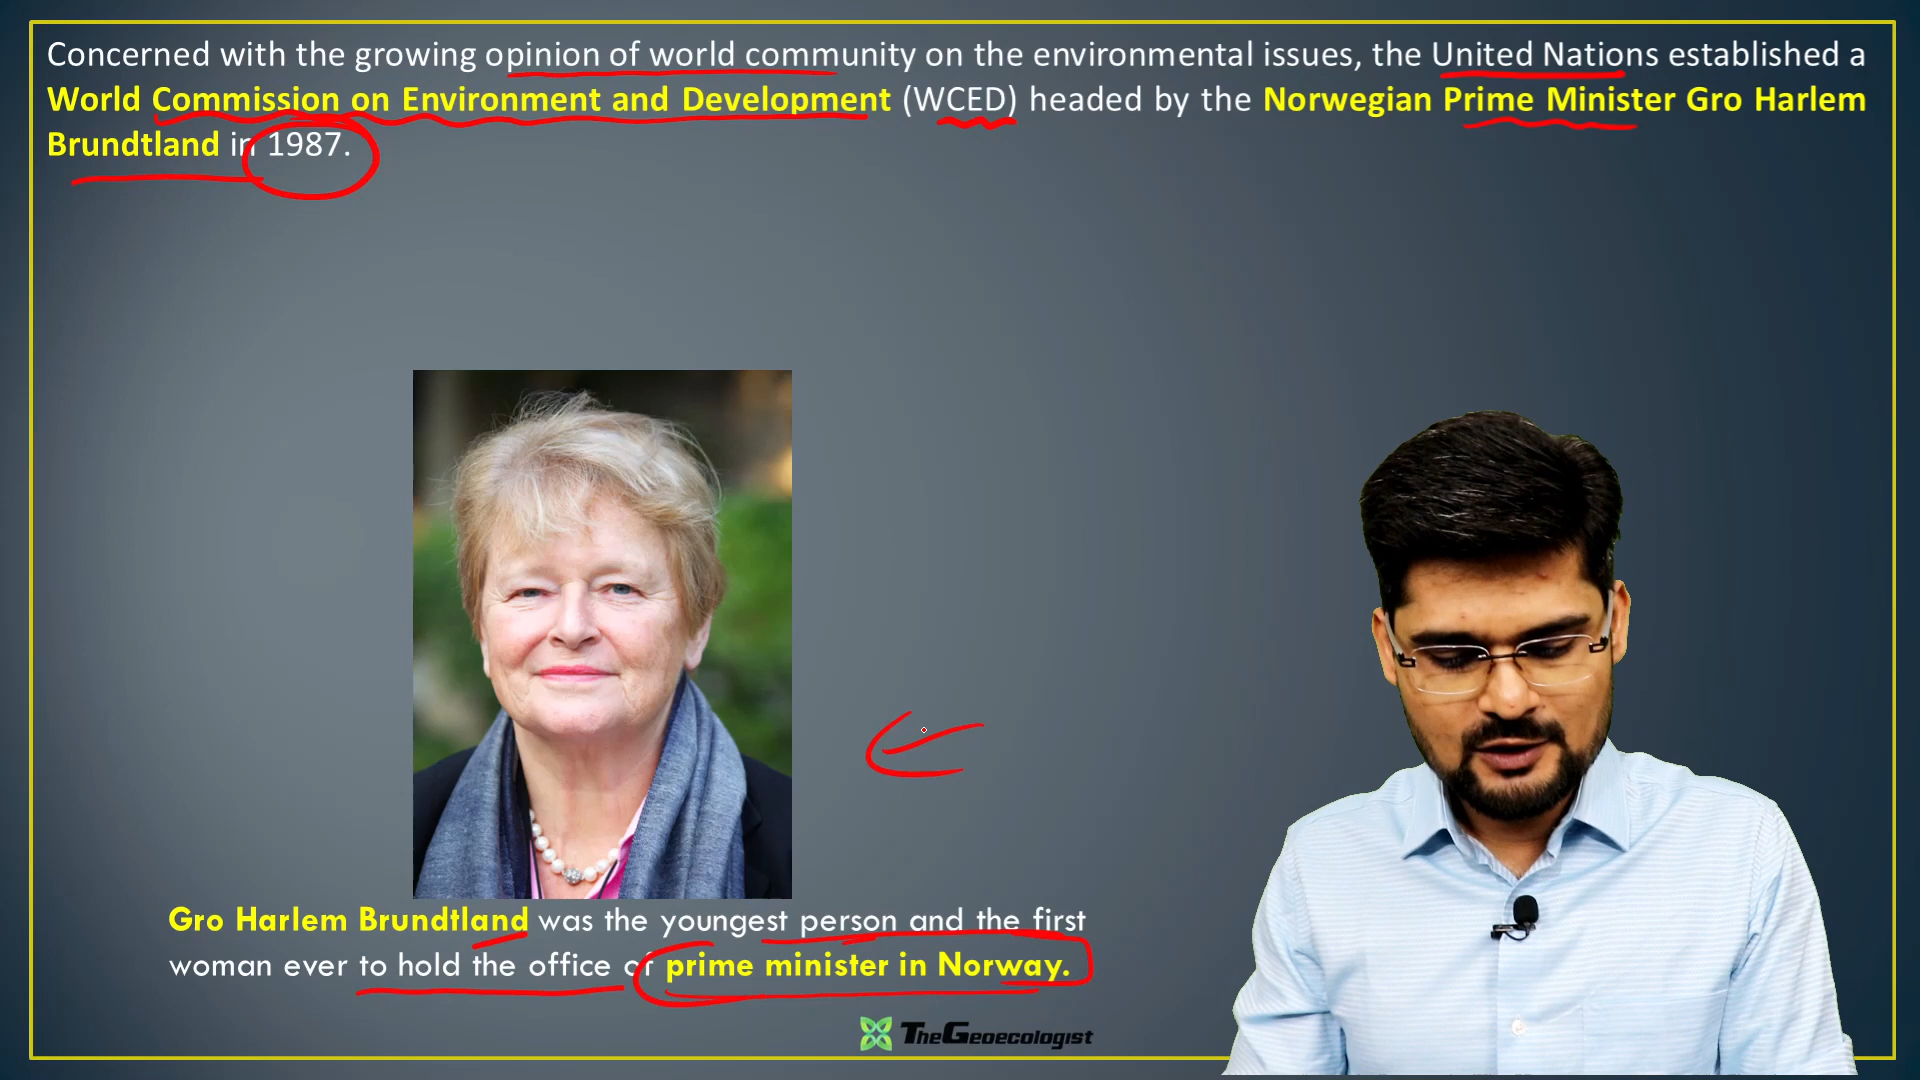 Concerned with the growing opinion of world community on the environmental issues, the United Nations established a
World Commission on Environment and Development (WCED) headed by the Norwegian Prime Minister Gro Harlem
Brundtland in 1987.
Gro Harlem Brundtland was the youngest person and the first
woman ever to hold the office of prime minister in Norway.
TheGeoecologist